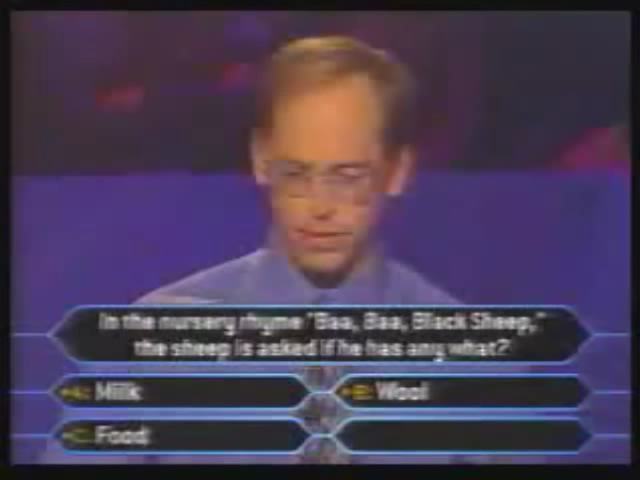 In the nursery rhyme "Baa, Baa, Black Sheep,"
the sheep is asked if he has any what?
A: Milk
B: Wool
C: Food